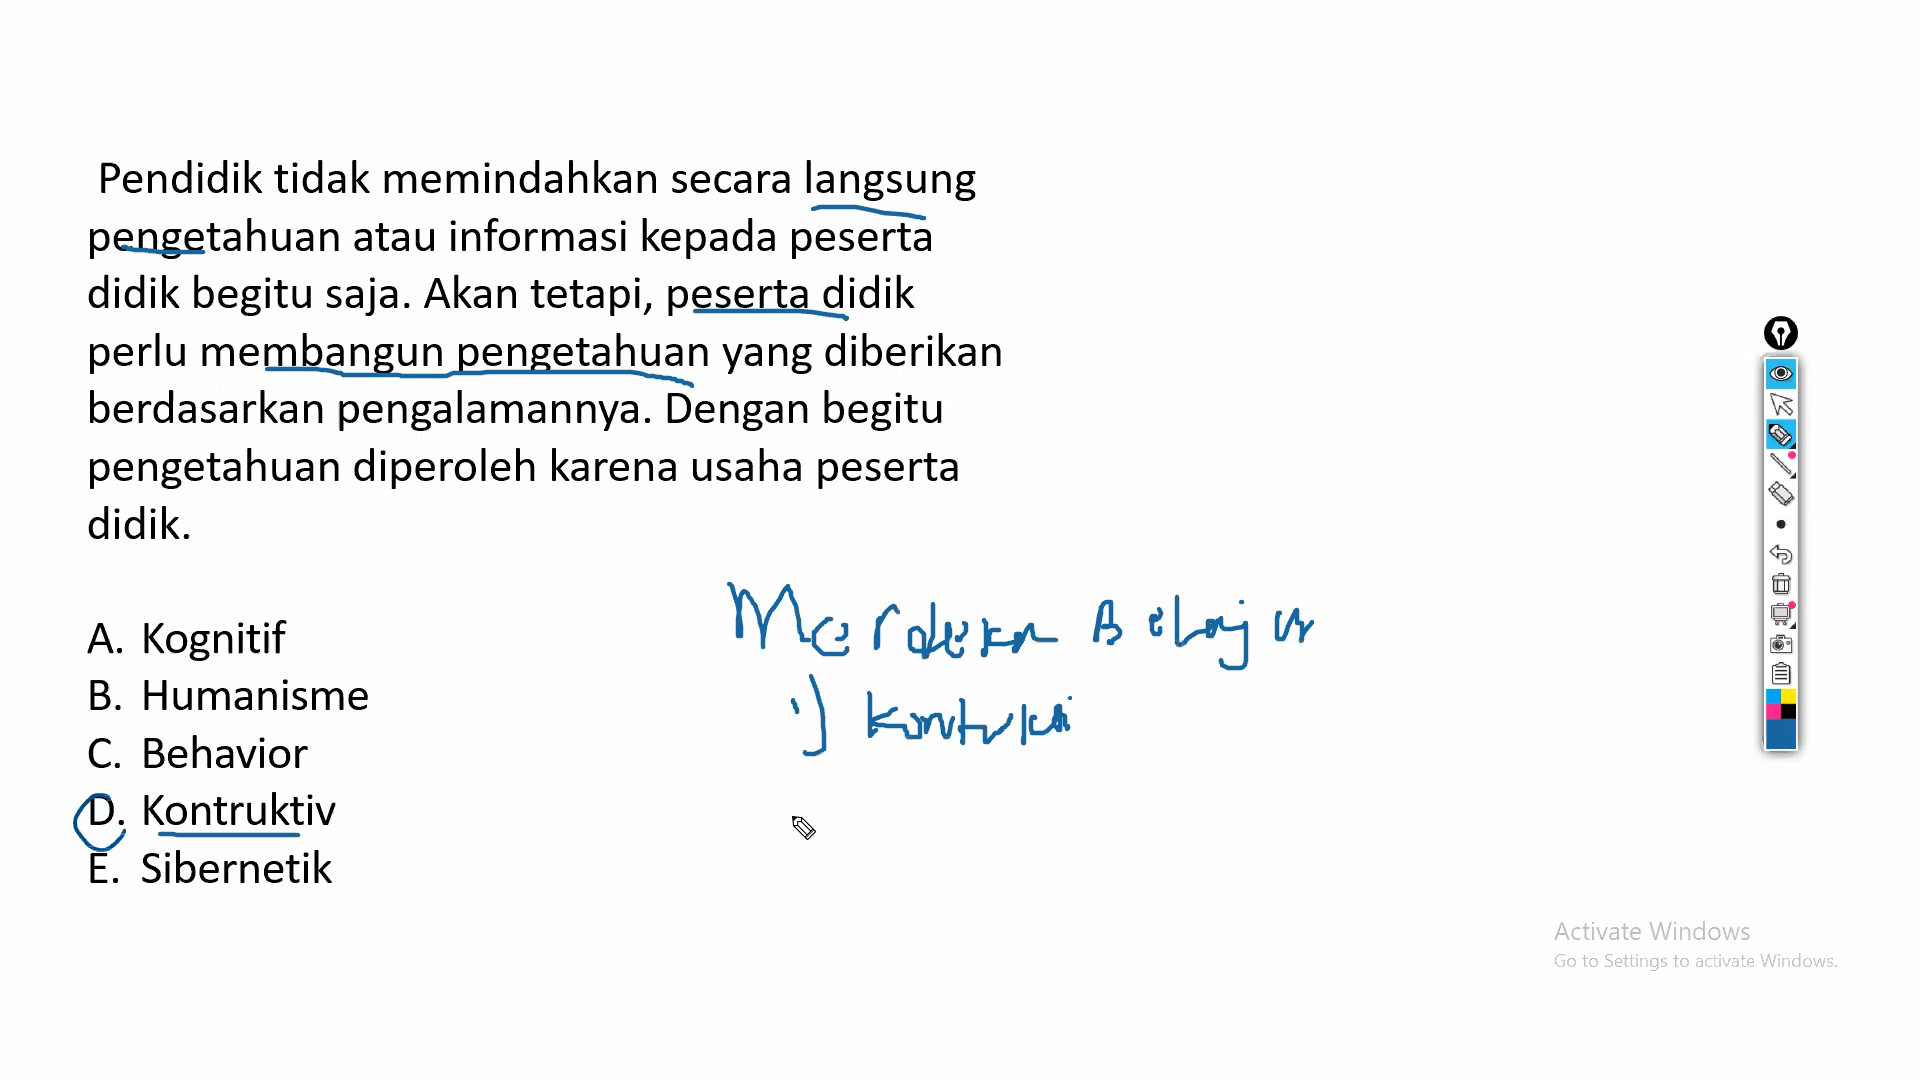 Pendidik tidak memindahkan secara langsung
pengetahuan atau informasi kepada peserta
didik begitu saja. Akan tetapi, peserta didik
perlu membangun pengetahuan yang diberikan
berdasarkan pengalamannya. Dengan begitu
pengetahuan diperoleh karena usaha peserta
didik.
A. Kognitif
B. Humanisme
C. Behavior
D. Kontruktiv
E. Sibernetik
Merdeka Belajar
1)
Activate Windows
Go to Settings to activate Windows.